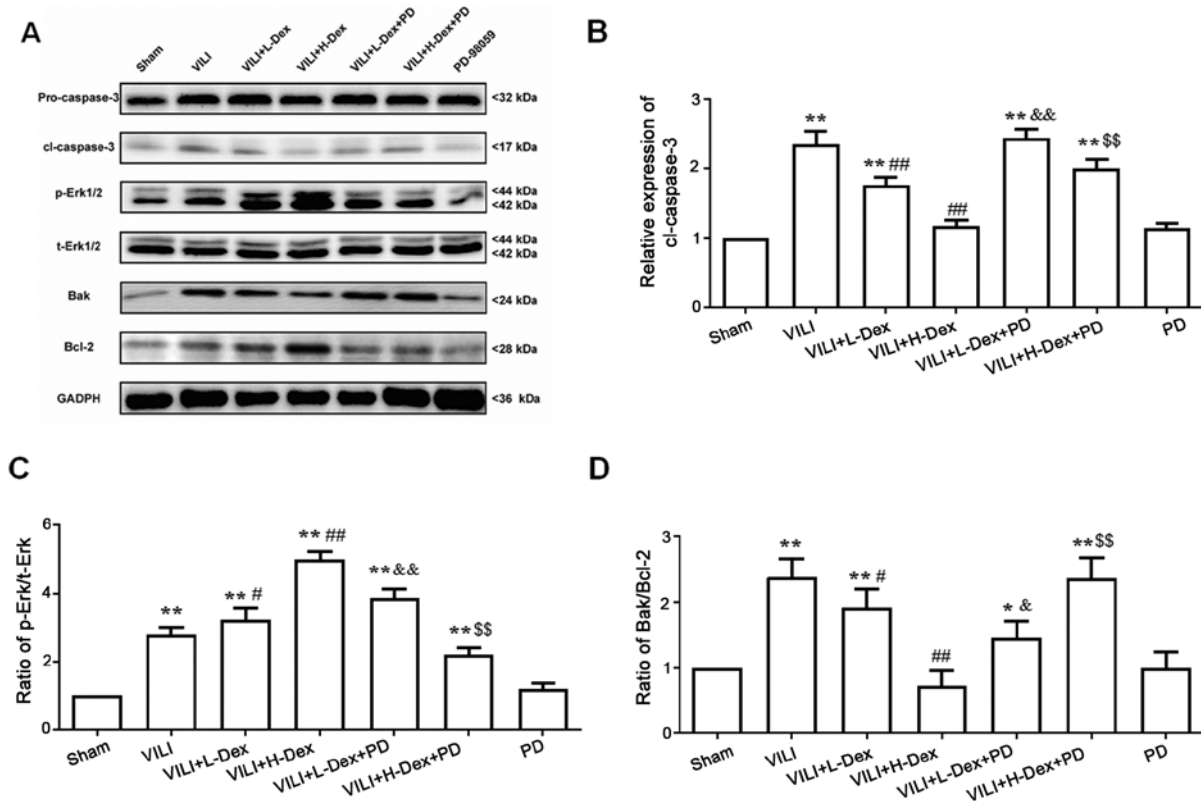 A
Sham VILI VILI+L-Dex VILI+H-Dex VILI+L-Dex+PD VILI+H-Dex+PD PD-98059
Pro-caspase-3 <32 kDa
cl-caspase-3 <17 kDa
p-Erk1/2 <44 kDa
<42 kDa
t-Erk1/2 <44 kDa
<42 kDa
Bak <24 kDa
Bcl-2 <28 kDa
GADPH <36 kDa
B
Relative expression of
cl-caspase-3
3
2
1
0
** ** ## ## ** && ** $$
Sham VILI VILI+L-Dex VILI+H-Dex VILI+L-Dex+PD VILI+H-Dex+PD PD
C
Ratio of p-Erk/t-Erk
6
4
2
0
** ** # ** ## **&& **$$
Sham VILI VILI+L-Dex VILI+H-Dex VILI+L-Dex+PD VILI+H-Dex+PD PD
D
Ratio of Bak/Bcl-2
3
2
1
0
** ** # ## * & **$$
Sham VILI VILI+L-Dex VILI+H-Dex VILI+L-Dex+PD VILI+H-Dex+PD PD